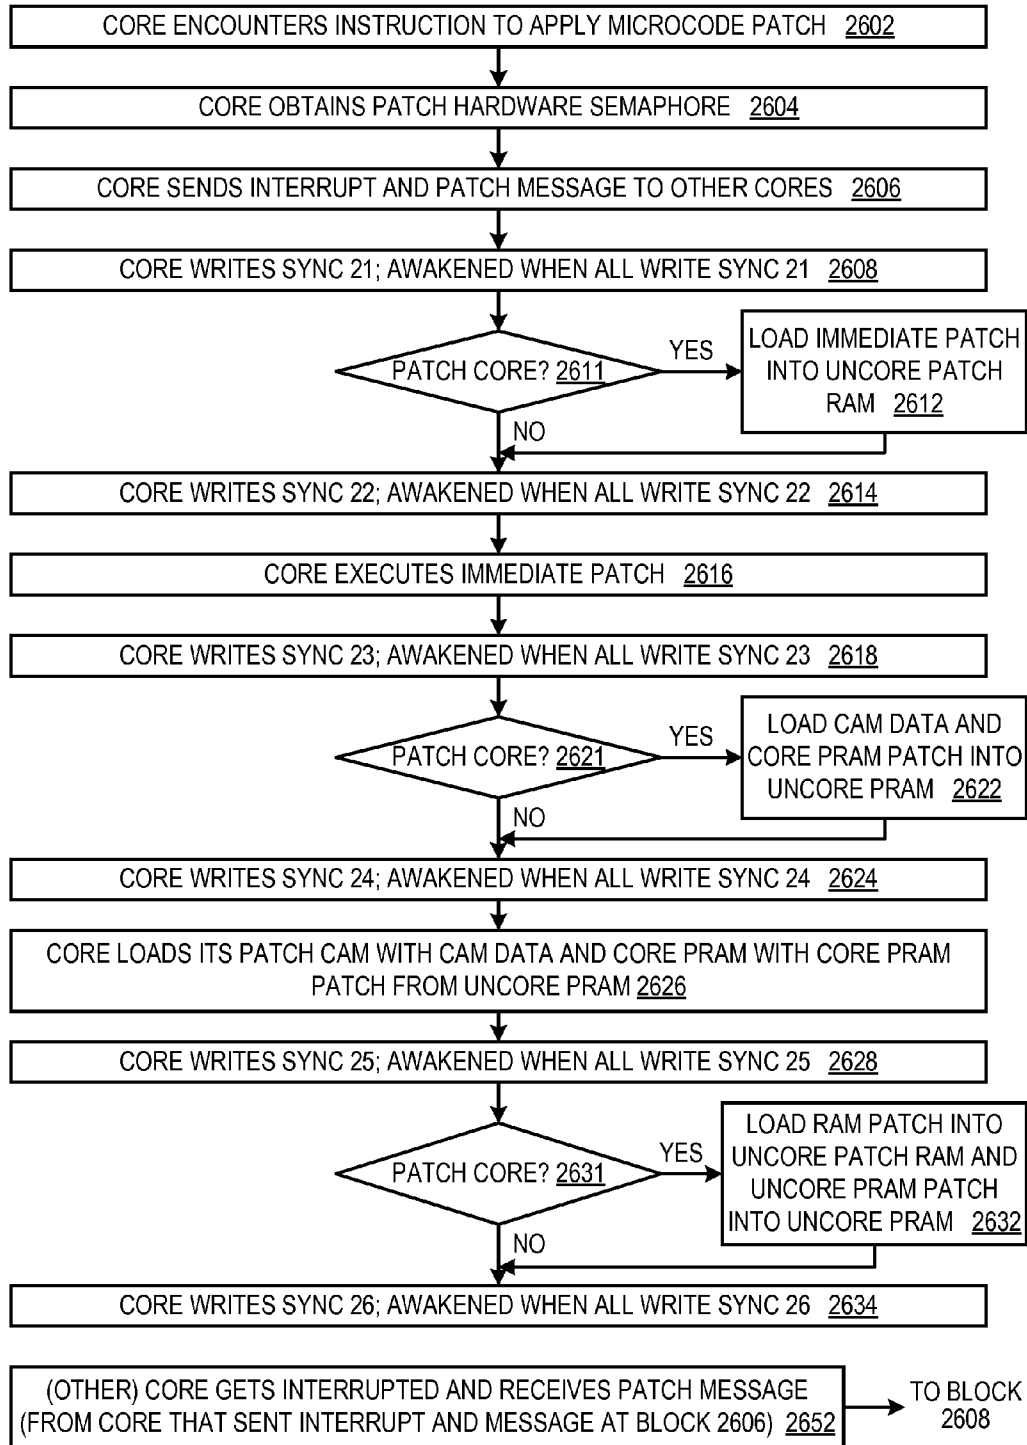 CORE ENCOUNTERS INSTRUCTION TO APPLY MICROCODE PATCH 2602
CORE OBTAINS PATCH HARDWARE SEMAPHORE 2604
CORE SENDS INTERRUPT AND PATCH MESSAGE TO OTHER CORES 2606
CORE WRITES SYNC 21; AWAKENED WHEN ALL WRITE SYNC 21 2608
PATCH CORE? 2611
YES
LOAD IMMEDIATE PATCH
INTO UNCORE PATCH
RAM 2612
NO
CORE WRITES SYNC 22; AWAKENED WHEN ALL WRITE SYNC 22 2614
CORE EXECUTES IMMEDIATE PATCH 2616
CORE WRITES SYNC 23; AWAKENED WHEN ALL WRITE SYNC 23 2618
PATCH CORE? 2621
YES
LOAD CAM DATA AND
CORE PRAM PATCH INTO
UNCORE PRAM 2622
NO
CORE WRITES SYNC 24; AWAKENED WHEN ALL WRITE SYNC 24 2624
CORE LOADS ITS PATCH CAM WITH CAM DATA AND CORE PRAM WITH CORE PRAM
PATCH FROM UNCORE PRAM 2626
CORE WRITES SYNC 25; AWAKENED WHEN ALL WRITE SYNC 25 2628
PATCH CORE? 2631
YES
LOAD RAM PATCH INTO
UNCORE PATCH RAM AND
UNCORE PRAM PATCH
INTO UNCORE PRAM 2632
NO
CORE WRITES SYNC 26; AWAKENED WHEN ALL WRITE SYNC 26 2634
(OTHER) CORE GETS INTERRUPTED AND RECEIVES PATCH MESSAGE
(FROM CORE THAT SENT INTERRUPT AND MESSAGE AT BLOCK 2606) 2652
TO BLOCK
2608